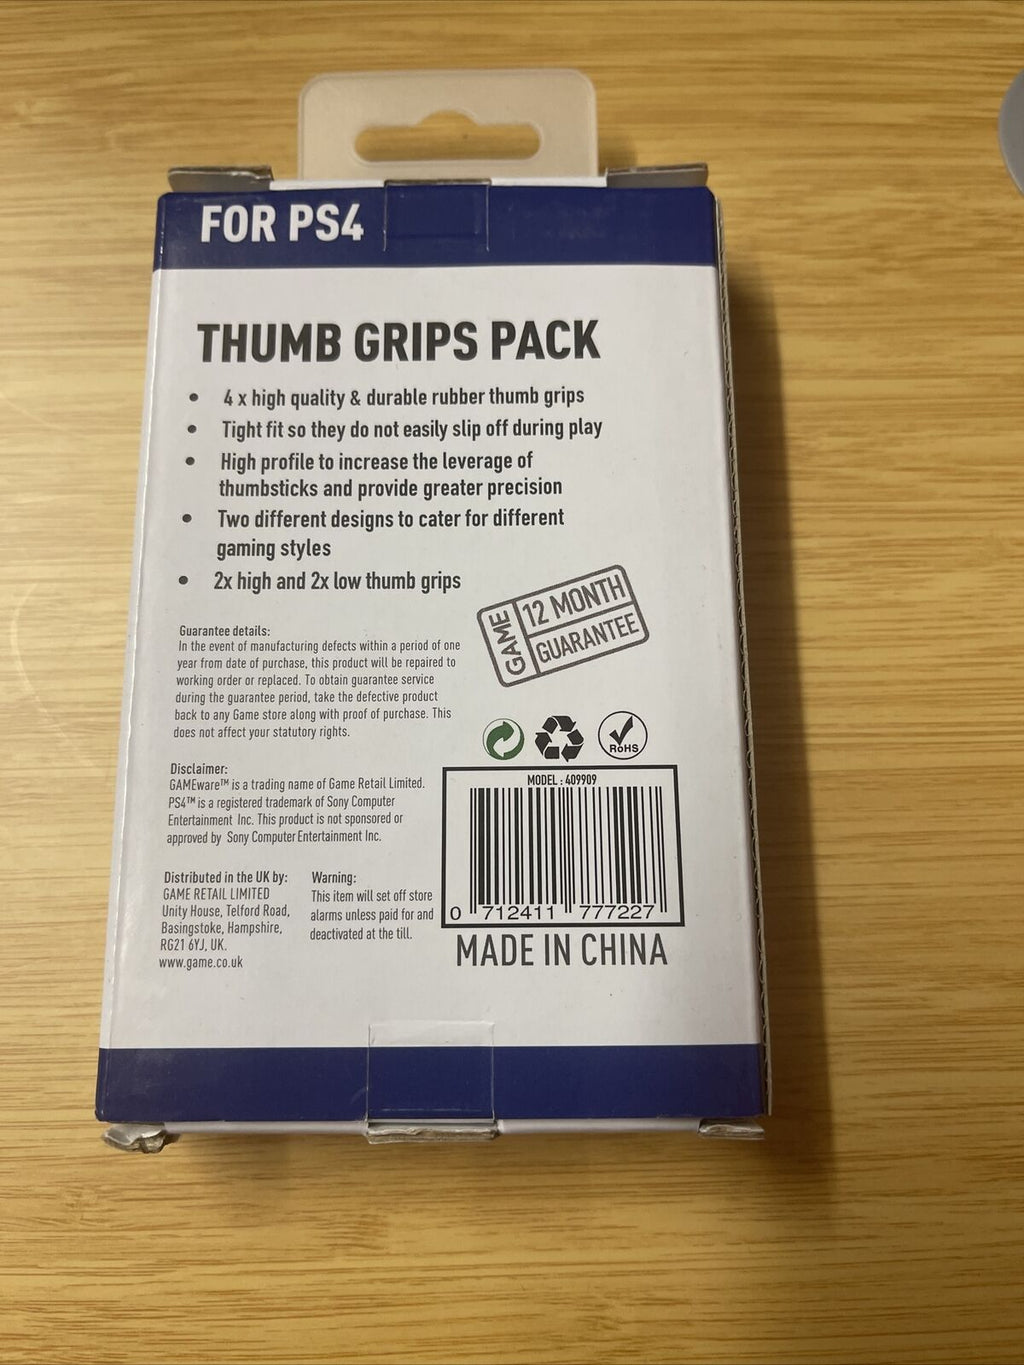 FOR PS4
THUMB GRIPS PACK
• 4 x high quality & durable rubber thumb grips
• Tight fit so they do not easily slip off during play
• High profile to increase the leverage of
thumbsticks and provide greater precision
• Two different designs to cater for different
gaming styles
• 2x high and 2x low thumb grips
GAME
12 MONTH
GUARANTEE
Guarantee details:
In the event of manufacturing defects within a period of one
year from date of purchase, this product will be repaired to
working order or replaced. To obtain guarantee service
during the guarantee period, take the defective product
back to any Game store along with proof of purchase. This
does not affect your statutory rights.
RoHS
Disclaimer:
GAMEware™ is a trading name of Game Retail Limited.
PS4™ is a registered trademark of Sony Computer
Entertainment Inc. This product is not sponsored or
approved by Sony Computer Entertainment Inc.
MODEL : 409909
0 712411 777227
MADE IN CHINA
Distributed in the UK by:
GAME RETAIL LIMITED
Unity House, Telford Road,
Basingstoke, Hampshire,
RG21 6YJ, UK.
www.game.co.uk
Warning:
This item will set off store
alarms unless paid for and
deactivated at the till.